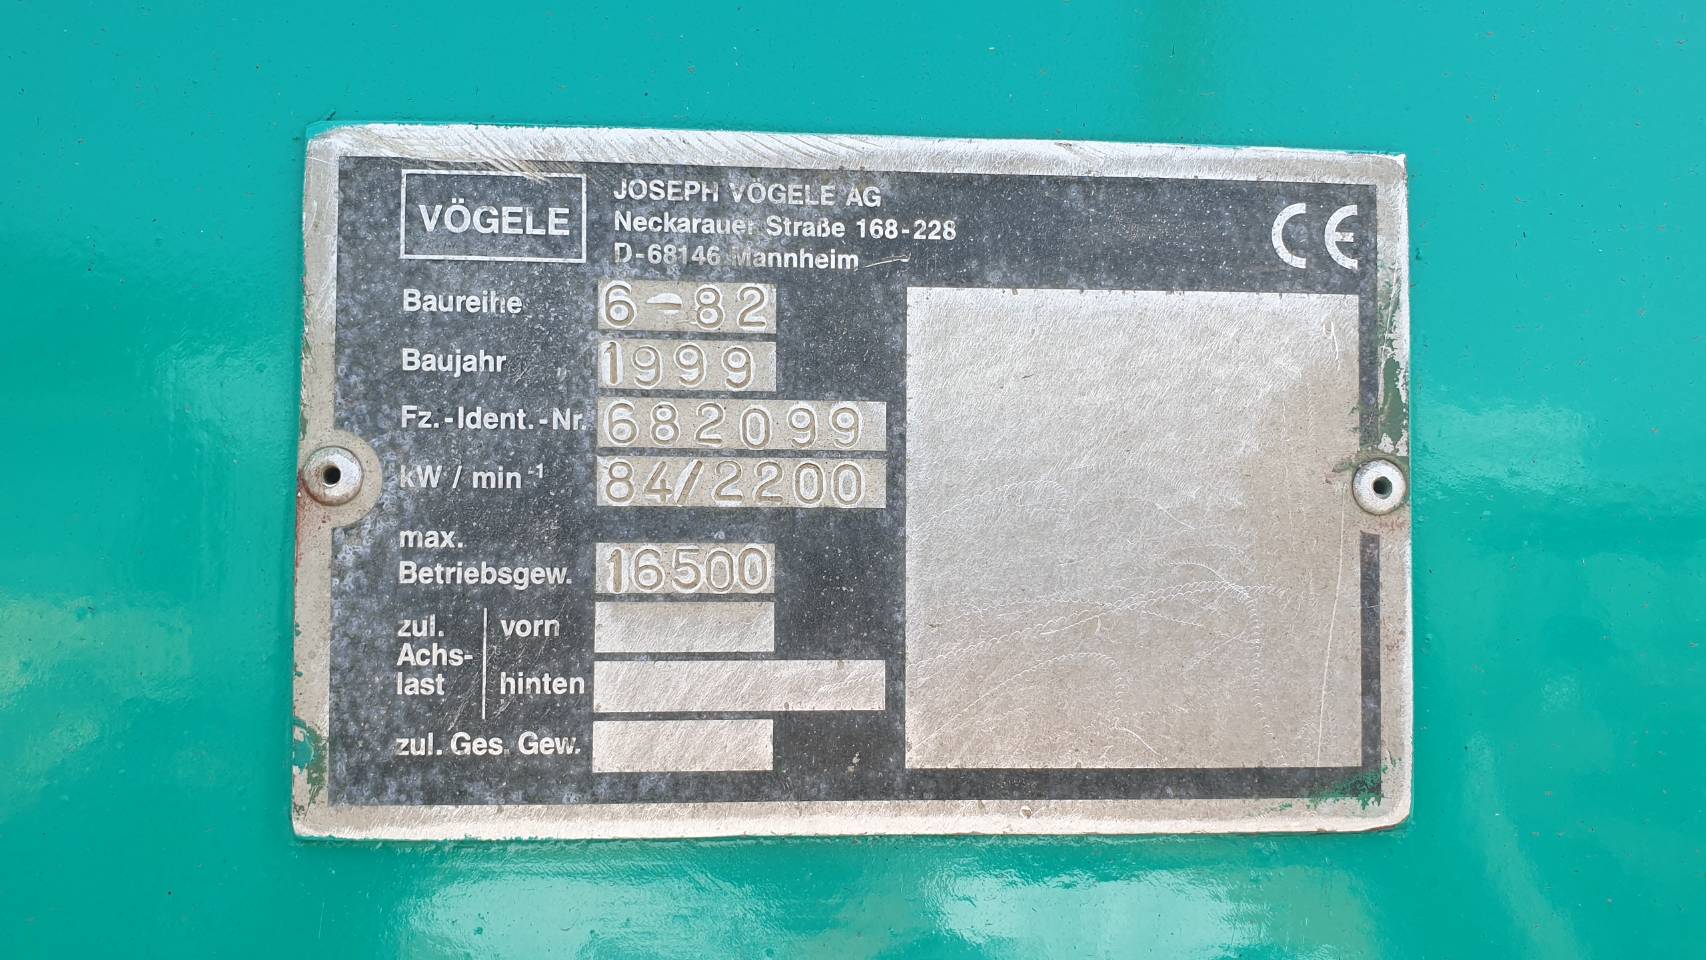 VÖGELE
JOSEPH VÖGELE AG
Neckarauer Straße 168-228
D-68146 Mannheim
CE
Baureihe 6-82
Baujahr 1999
Fz.-Ident.-Nr. 682099
kW / min⁻¹ 84/2200
max.
Betriebsgew. 16500
zul. vorn
Achs-
last hinten
zul. Ges. Gew.